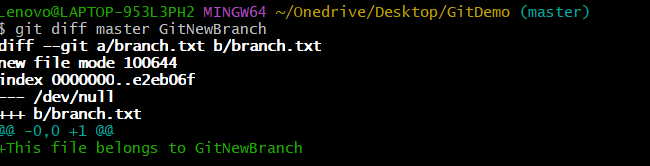 Lenovo@LAPTOP-953L3PH2 MINGW64 ~/Onedrive/Desktop/GitDemo (master)
$ git diff master GitNewBranch
diff --git a/branch.txt b/branch.txt
new file mode 100644
index 0000000..e2eb06f
--- /dev/null
+++ b/branch.txt
@@ -0,0 +1 @@
+This file belongs to GitNewBranch